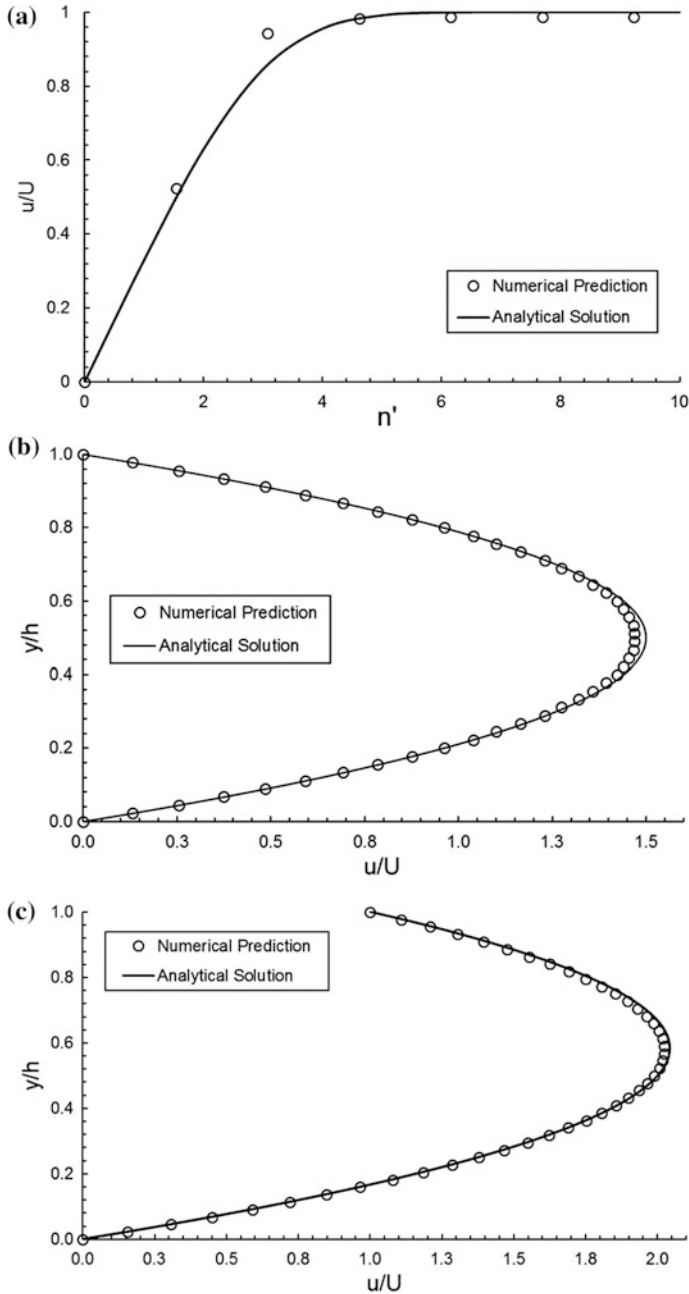 (a)
1
0.8
0.6
0.4
0.2
0
u/U
Numerical Prediction
Analytical Solution
0 2 4 6 8 10
n'
(b)
1.0
0.8
0.6
0.4
0.2
0.0
y/h
Numerical Prediction
Analytical Solution
0.0 0.3 0.5 0.8 1.0 1.3 1.5
u/U
(c)
1.0
0.8
0.6
0.4
0.2
0.0
y/h
Numerical Prediction
Analytical Solution
0.0 0.3 0.5 0.8 1.0 1.3 1.5 1.8 2.0
u/U